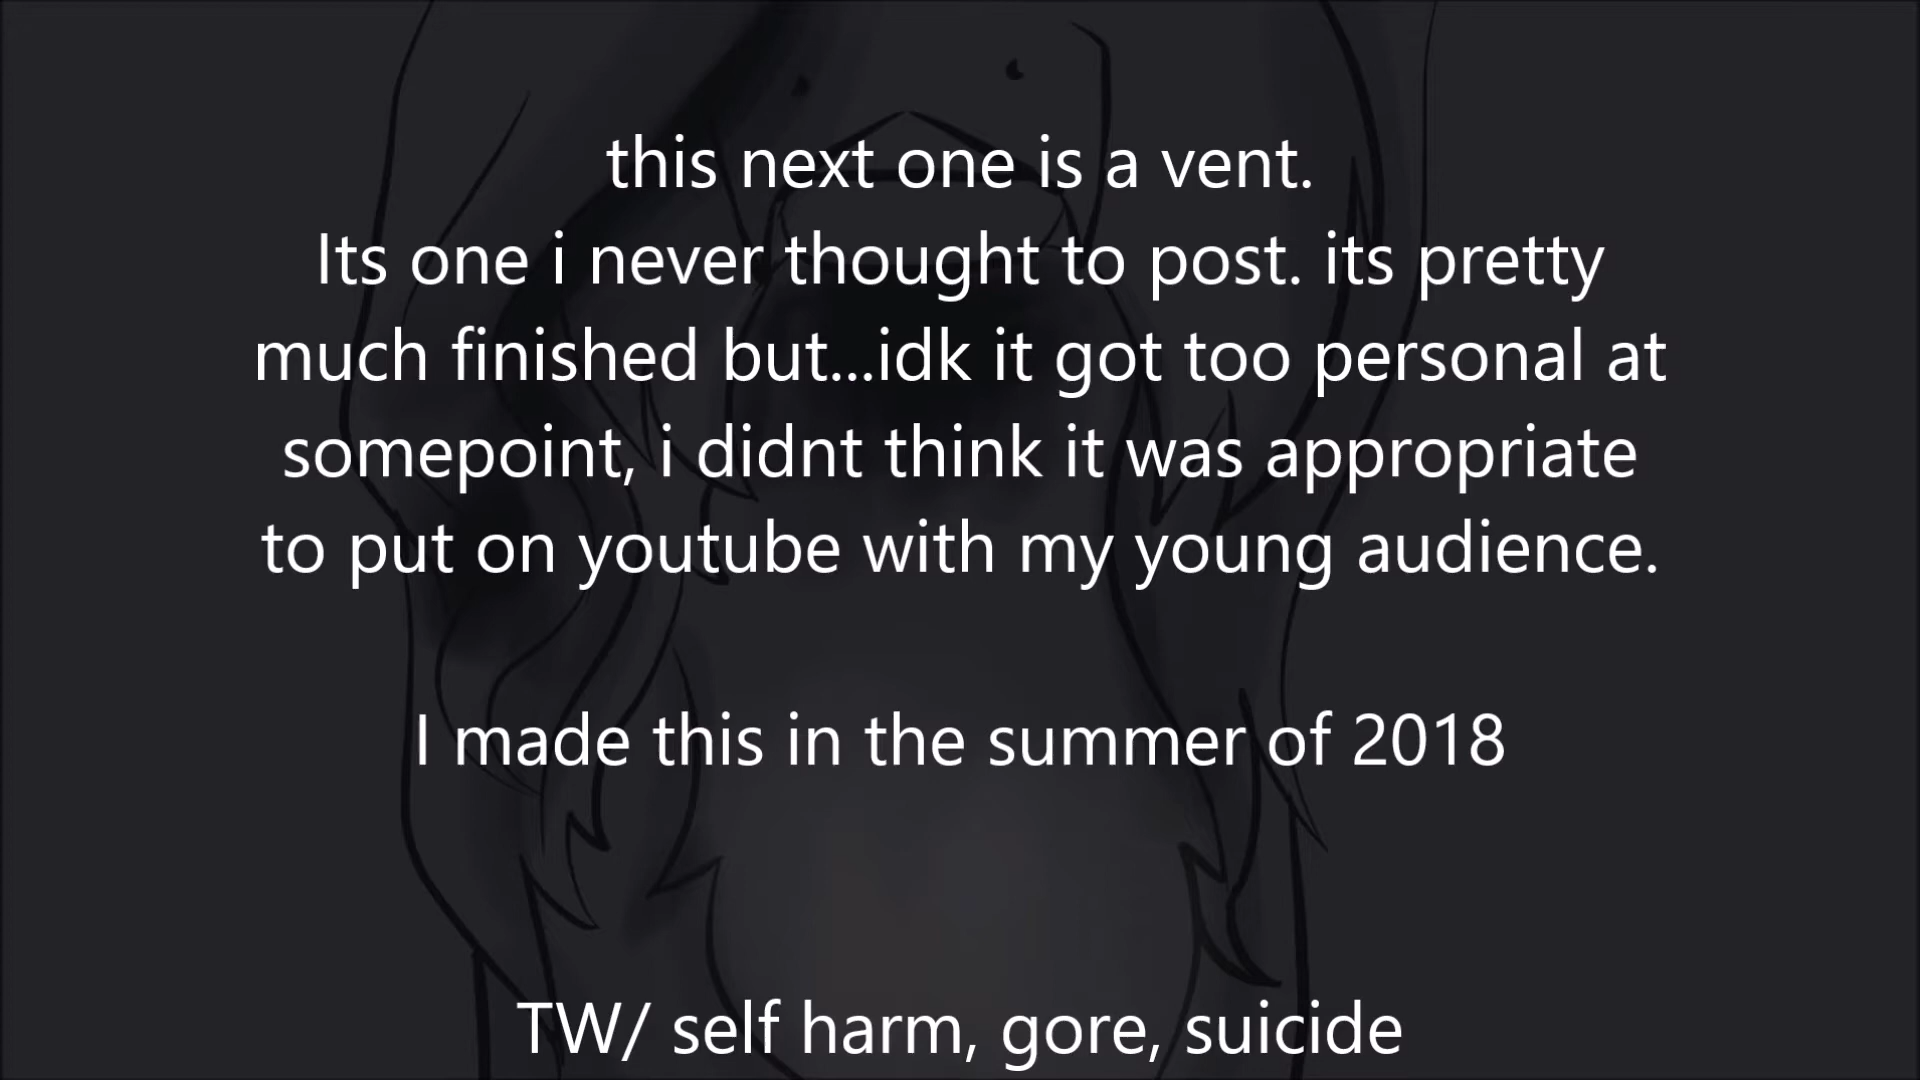 this next one is a vent.
Its one i never thought to post. its pretty
much finished but...idk it got too personal at
somepoint, i didnt think it was appropriate
to put on youtube with my young audience.
I made this in the summer of 2018
TW/ self harm, gore, suicide